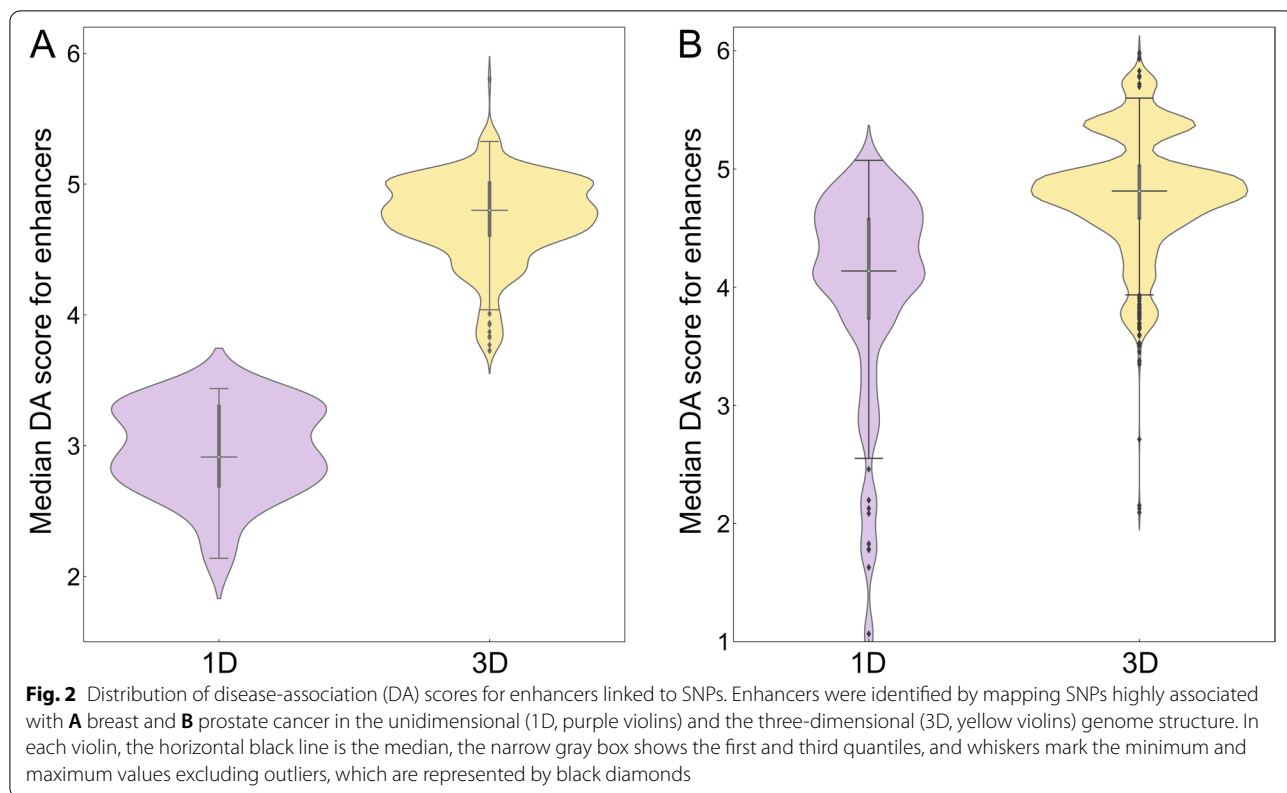 A
6
5
4
3
2
Median DA score for enhancers
1D
3D
B
6
5
4
3
2
1
Median DA score for enhancers
1D
3D
Fig. 2 Distribution of disease-association (DA) scores for enhancers linked to SNPs. Enhancers were identified by mapping SNPs highly associated
with A breast and B prostate cancer in the unidimensional (1D, purple violins) and the three-dimensional (3D, yellow violins) genome structure. In
each violin, the horizontal black line is the median, the narrow gray box shows the first and third quantiles, and whiskers mark the minimum and
maximum values excluding outliers, which are represented by black diamonds